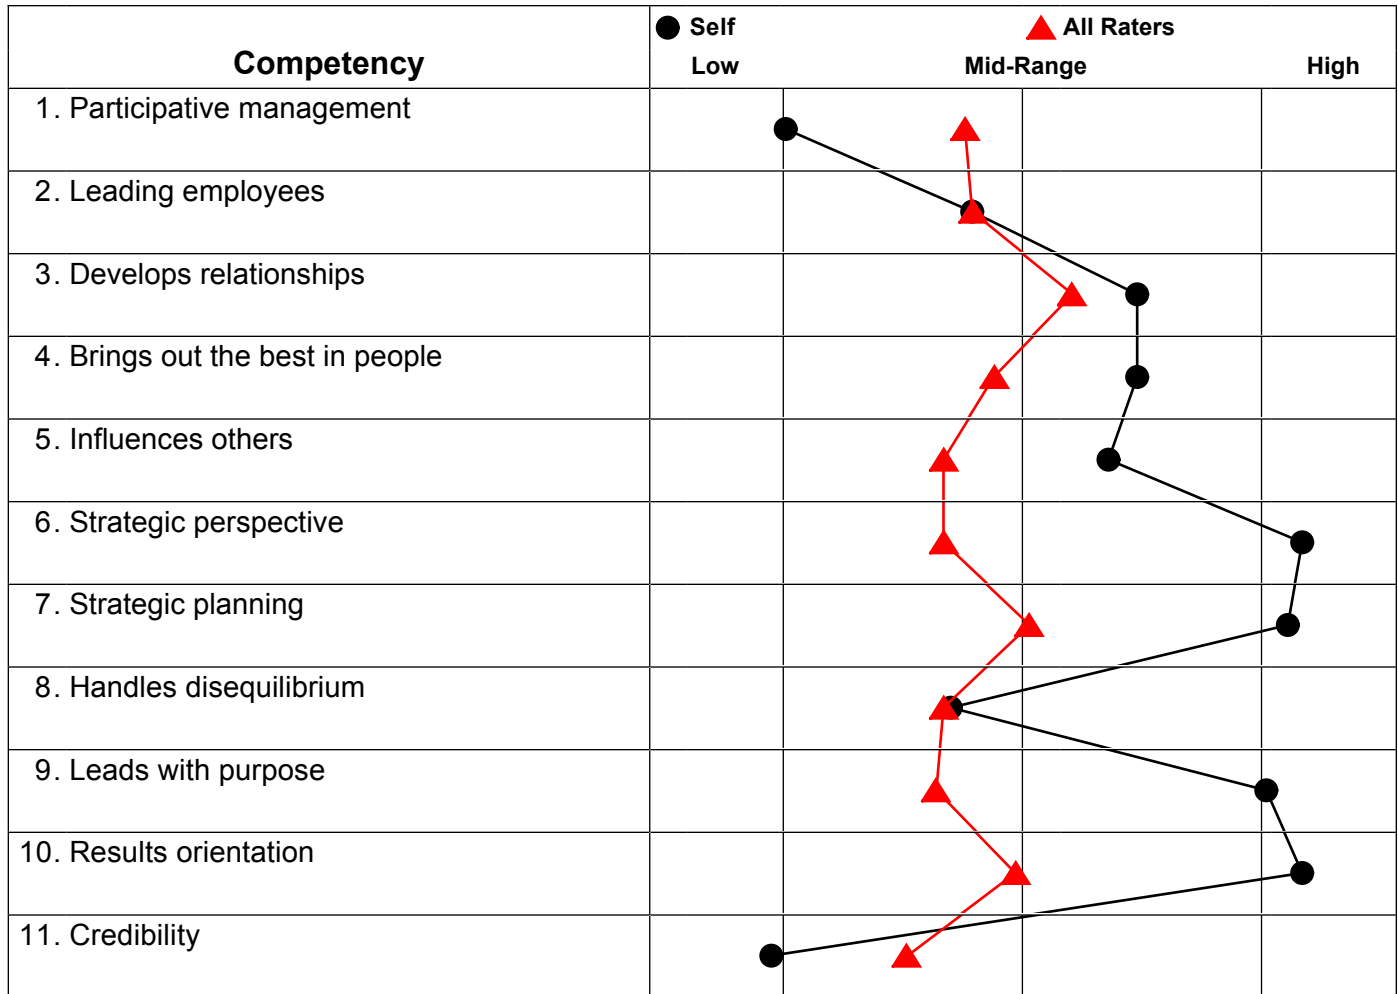 Self All Raters
Competency Low Mid-Range High
1. Participative management
2. Leading employees
3. Develops relationships
4. Brings out the best in people
5. Influences others
6. Strategic perspective
7. Strategic planning
8. Handles disequilibrium
9. Leads with purpose
10. Results orientation
11. Credibility